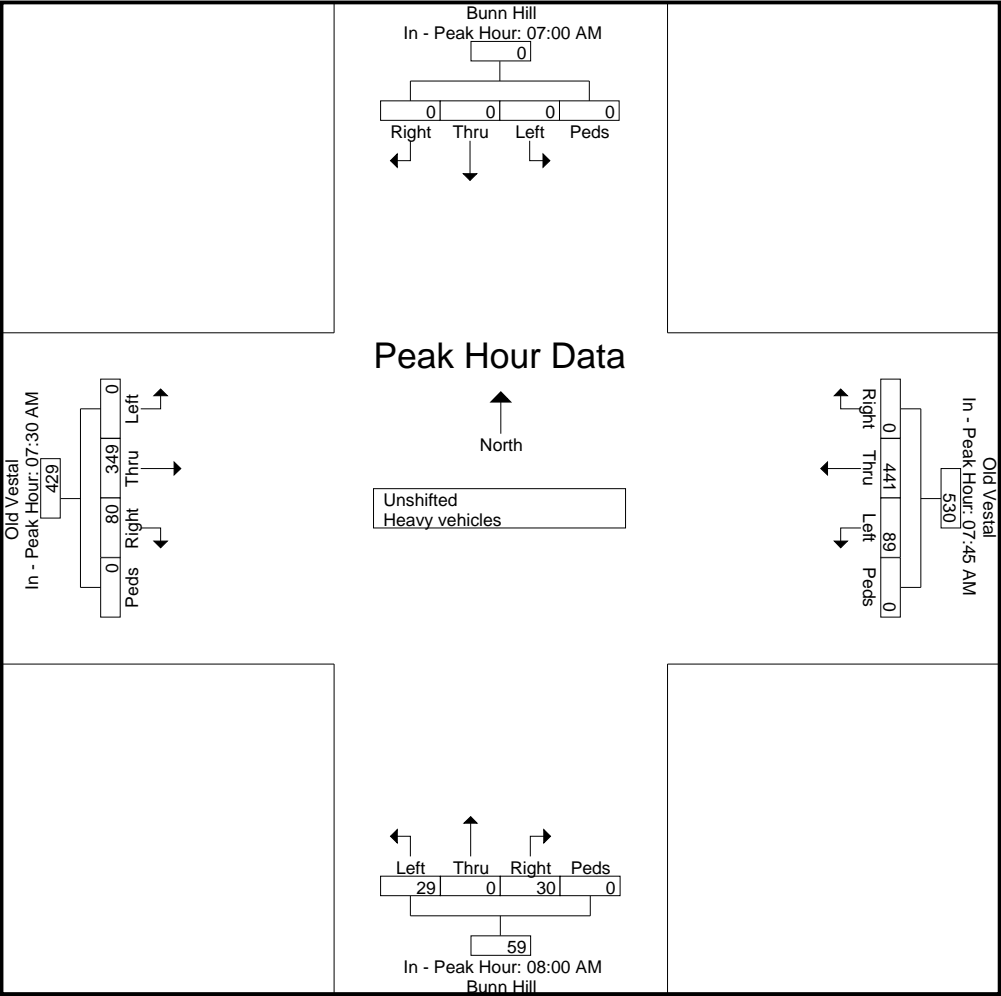 Bunn Hill
In - Peak Hour: 07:00 AM
0
0 0 0 0
Right Thru Left Peds
Peak Hour Data
North
Unshifted
Heavy vehicles
Old Vestal
In - Peak Hour: 07:30 AM
429
0 349 80 0
Left Thru Right Peds
Old Vestal
In - Peak Hour: 07:45 AM
530
0 441 89 0
Right Thru Left Peds
Left Thru Right Peds
29 0 30 0
59
In - Peak Hour: 08:00 AM
Bunn Hill